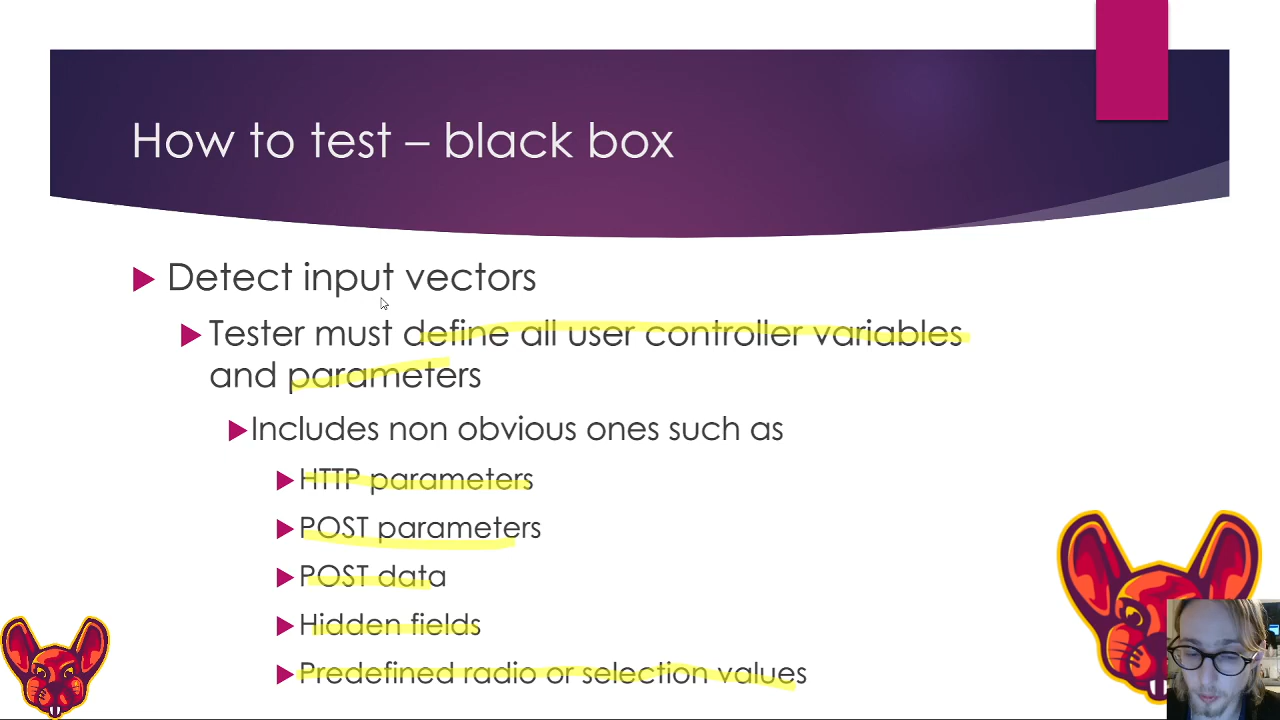 How to test – black box
Detect input vectors
Tester must define all user controller variables
and parameters
Includes non obvious ones such as
HTTP parameters
POST parameters
POST data
Hidden fields
Predefined radio or selection values